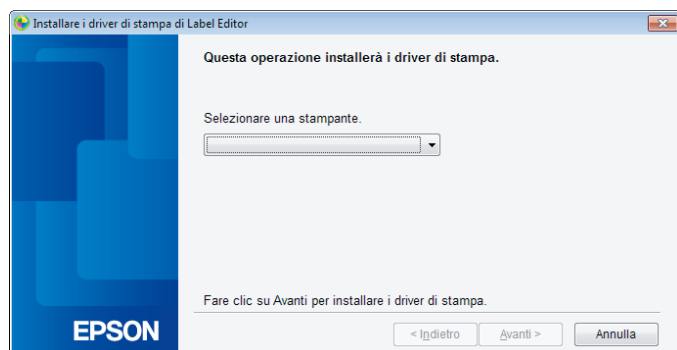 Installare i driver di stampa di Label Editor
Questa operazione installerà i driver di stampa.
Selezionare una stampante.
Fare clic su Avanti per installare i driver di stampa.
EPSON
< Indietro Avanti > Annulla